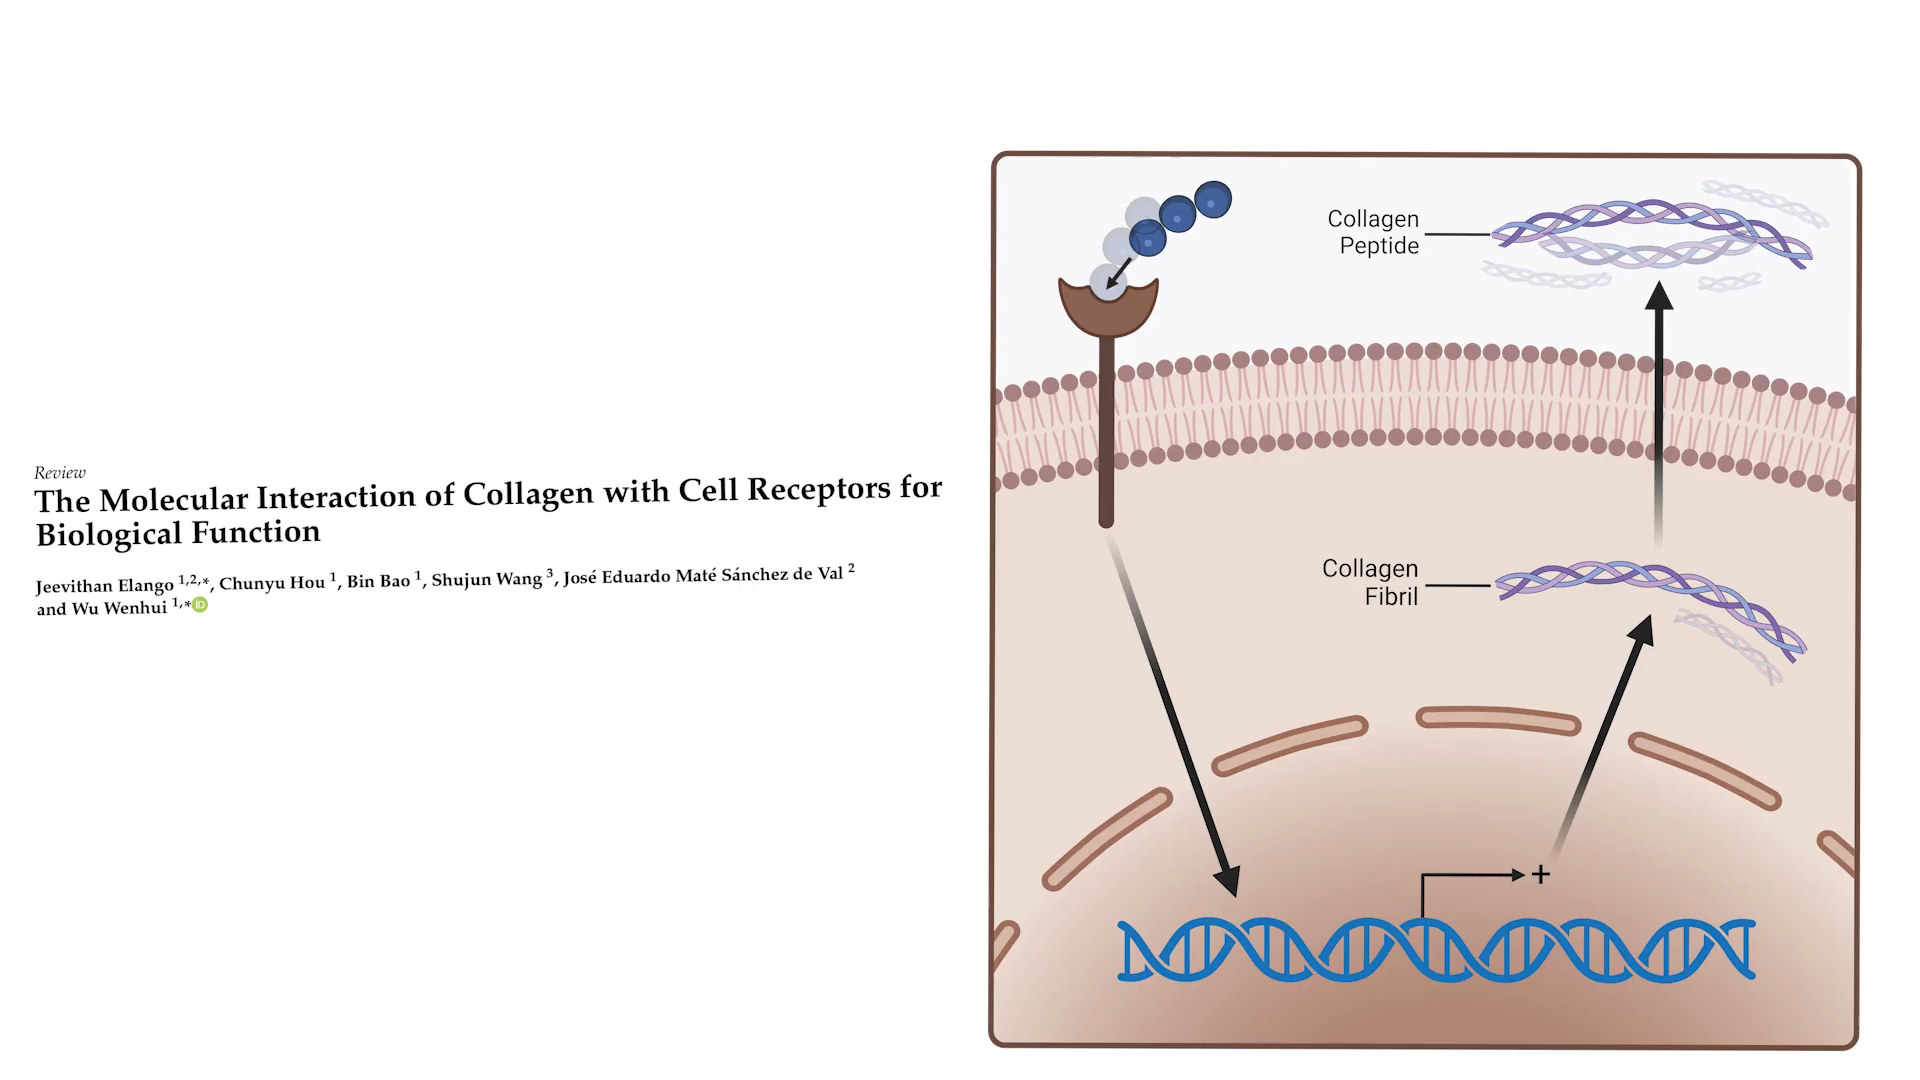 Review
The Molecular Interaction of Collagen with Cell Receptors for
Biological Function
Jeevithan Elango 1,2,*, Chunyu Hou 1, Bin Bao 1, Shujun Wang 3, José Eduardo Maté Sánchez de Val 2
and Wu Wenhui 1,* iD
Collagen
Peptide
Collagen
Fibril
+